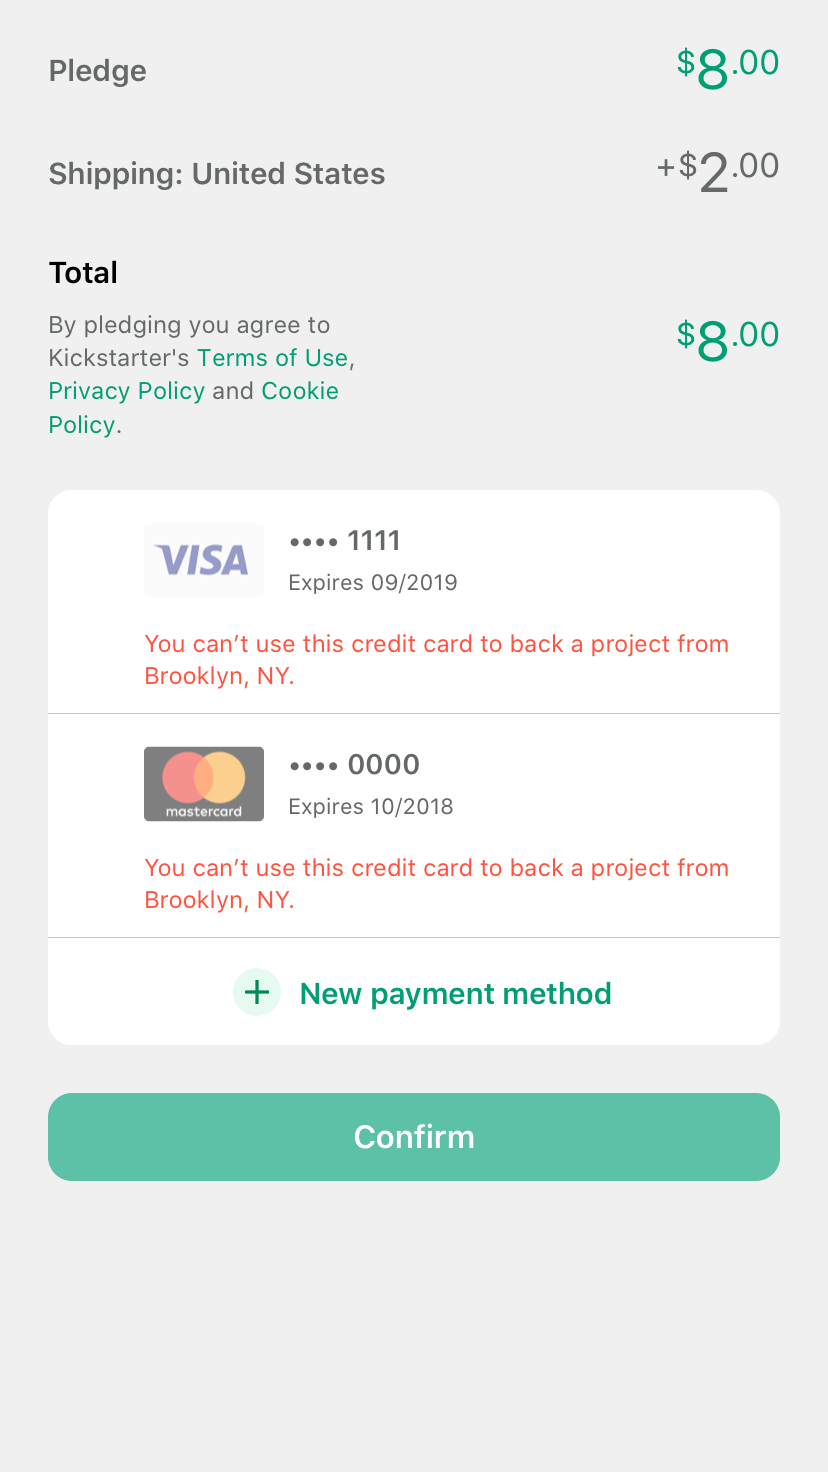 Pledge $8.00
Shipping: United States +$2.00
Total
By pledging you agree to
Kickstarter's Terms of Use,
Privacy Policy and Cookie
Policy.
$8.00
VISA •••• 1111
Expires 09/2019
You can’t use this credit card to back a project from
Brooklyn, NY.
•••• 0000
mastercard
Expires 10/2018
You can’t use this credit card to back a project from
Brooklyn, NY.
+ New payment method
Confirm